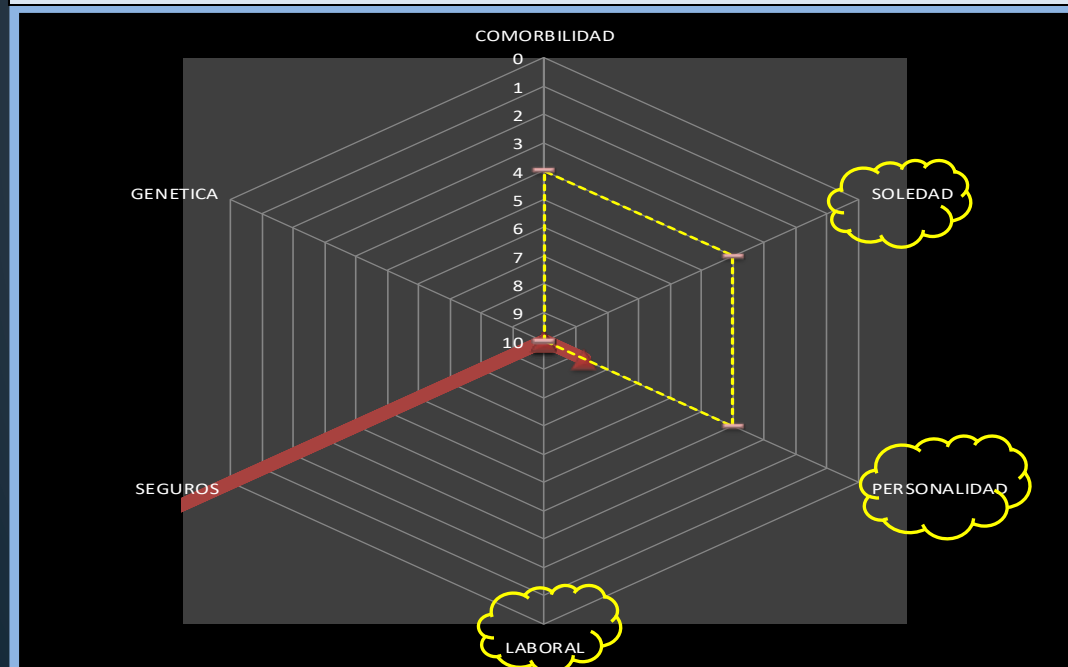 COMORBILIDAD
0
1
2
3
4
5
6
7
8
9
10
GENETICA
SOLEDAD
SEGUROS
PERSONALIDAD
LABORAL